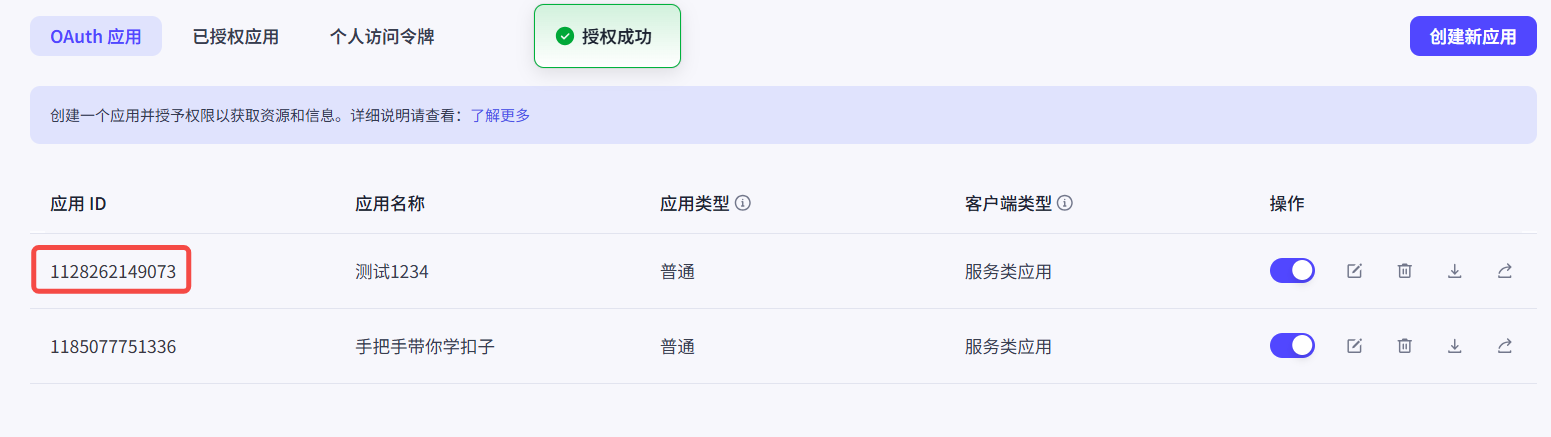 OAuth 应用 已授权应用 个人访问令牌 授权成功 创建新应用
创建一个应用并授予权限以获取资源和信息。详细说明请查看：了解更多
应用 ID 应用名称 应用类型 客户端类型 操作
1128262149073 测试1234 普通 服务类应用
1185077751336 手把手带你学扣子 普通 服务类应用